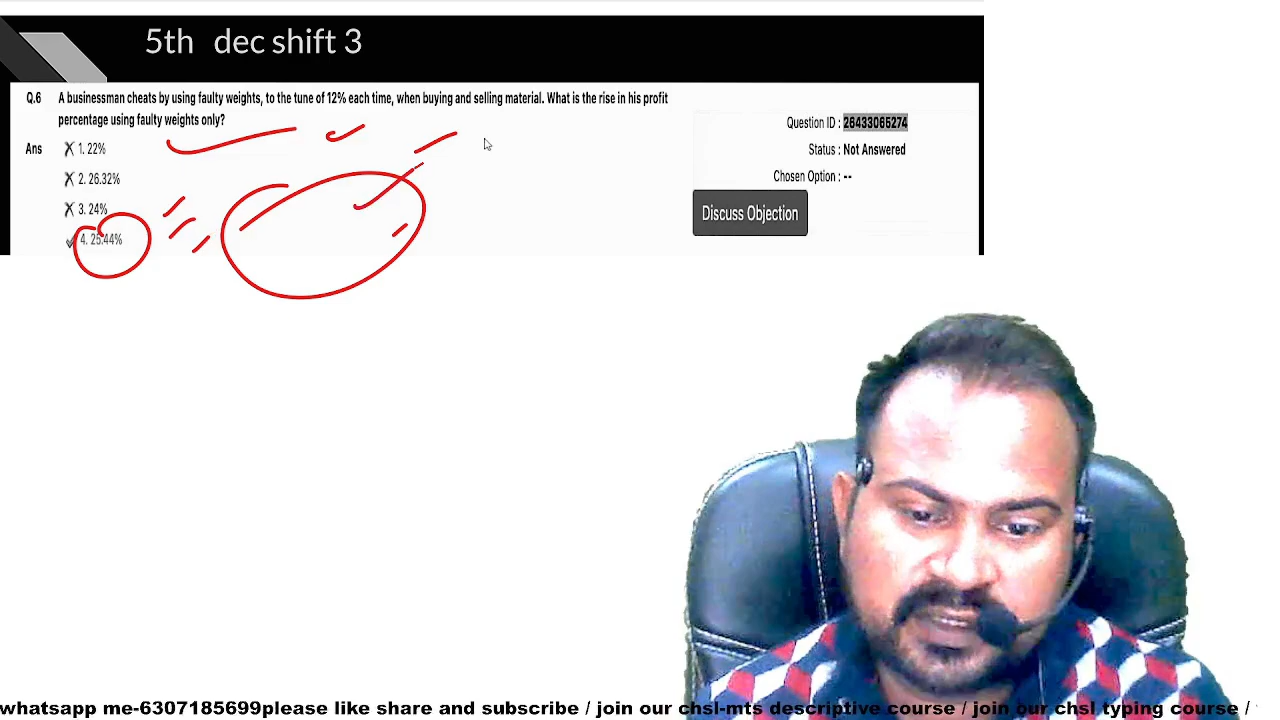 5th dec shift 3
Q.6 A businessman cheats by using faulty weights, to the tune of 12% each time, when buying and selling material. What is the rise in his profit
percentage using faulty weights only?
Ans 1. 22%
2. 26.32%
3. 24%
4. 25.44%
Question ID : 26433065274
Status : Not Answered
Chosen Option : --
Discuss Objection
whatsapp me-6307185699please like share and subscribe / join our chsl-mts descriptive course / join our chsl typing course /